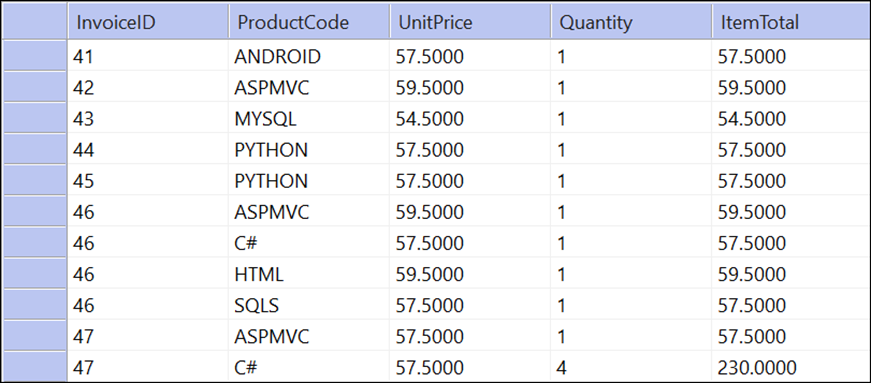 InvoiceID ProductCode UnitPrice Quantity ItemTotal
41 ANDROID 57.5000 1 57.5000
42 ASPMVC 59.5000 1 59.5000
43 MYSQL 54.5000 1 54.5000
44 PYTHON 57.5000 1 57.5000
45 PYTHON 57.5000 1 57.5000
46 ASPMVC 59.5000 1 59.5000
46 C# 57.5000 1 57.5000
46 HTML 59.5000 1 59.5000
46 SQLS 57.5000 1 57.5000
47 ASPMVC 57.5000 1 57.5000
47 C# 57.5000 4 230.0000